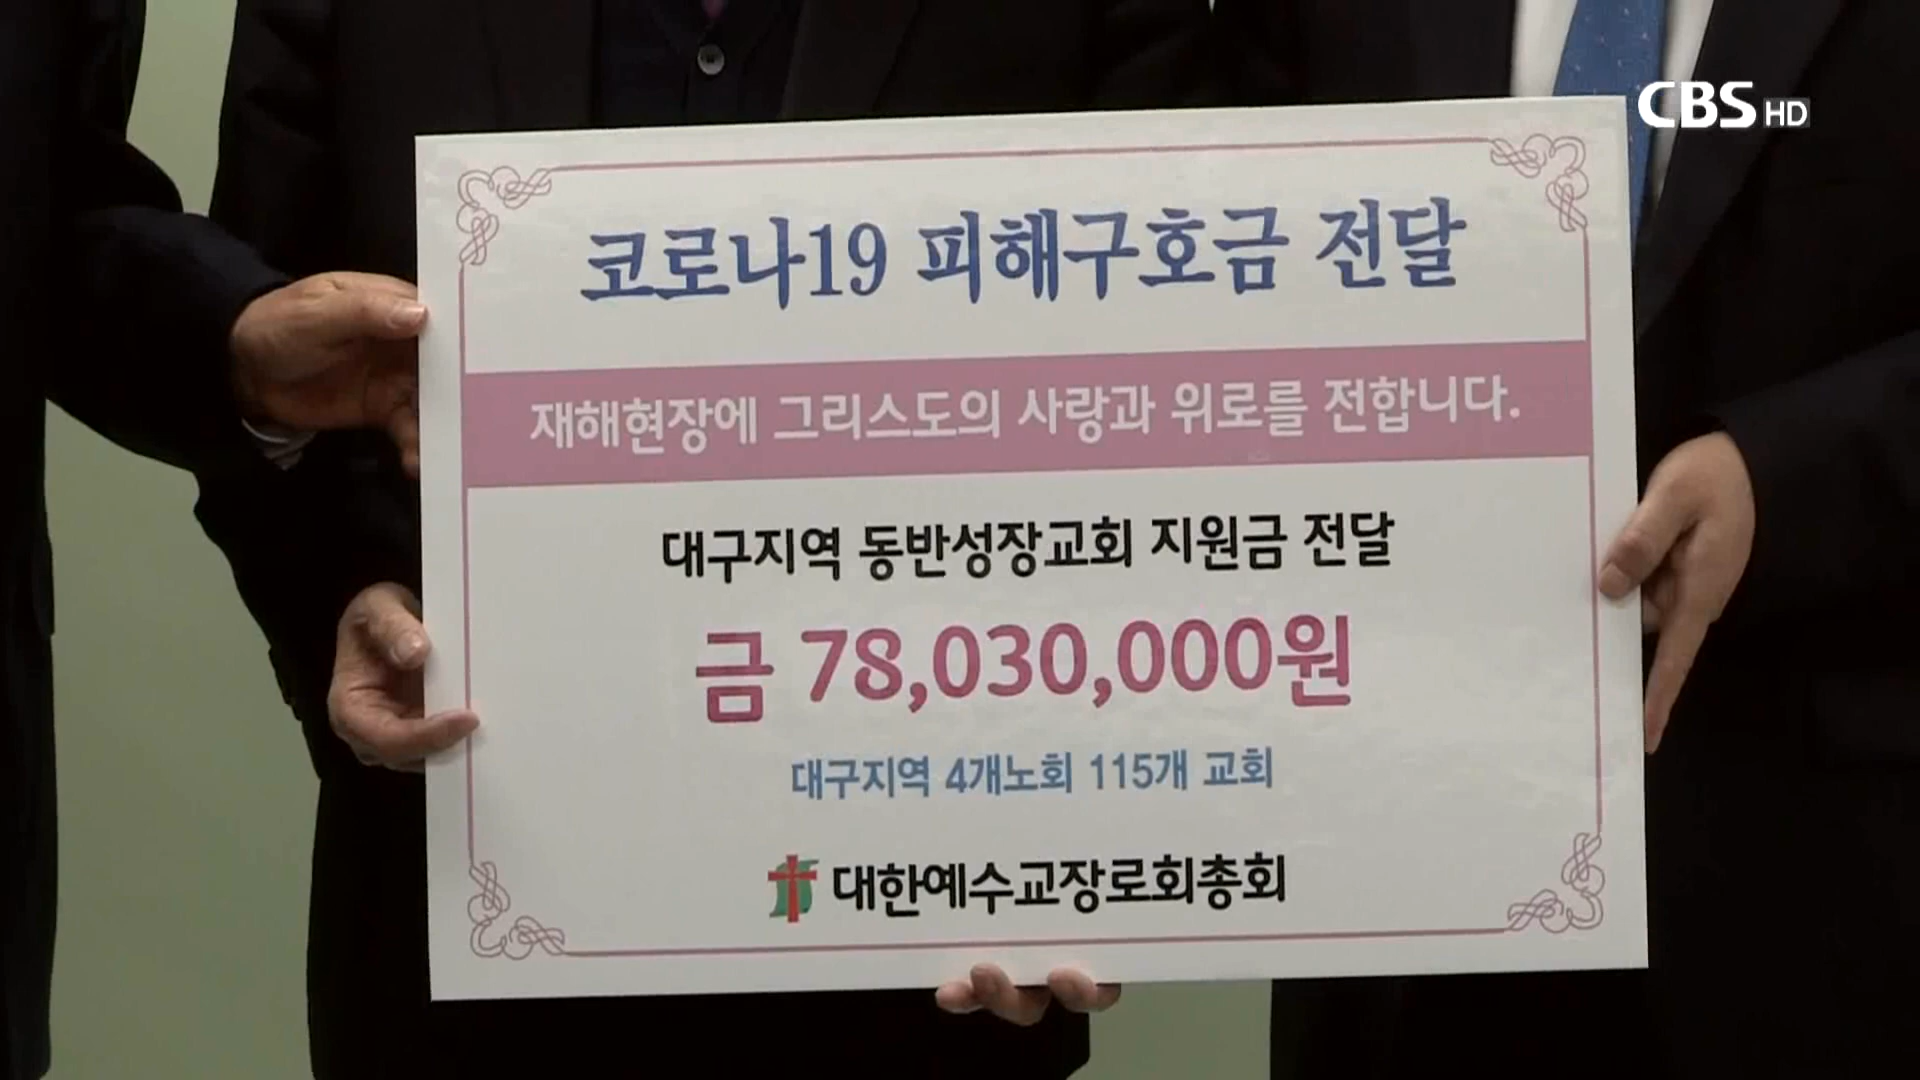 CBS HD
코로나19 피해구호금 전달
재해현장에 그리스도의 사랑과 위로를 전합니다.
대구지역 동반성장교회 지원금 전달
금 78,030,000원
대구지역 4개노회 115개 교회
대한예수교장로회총회